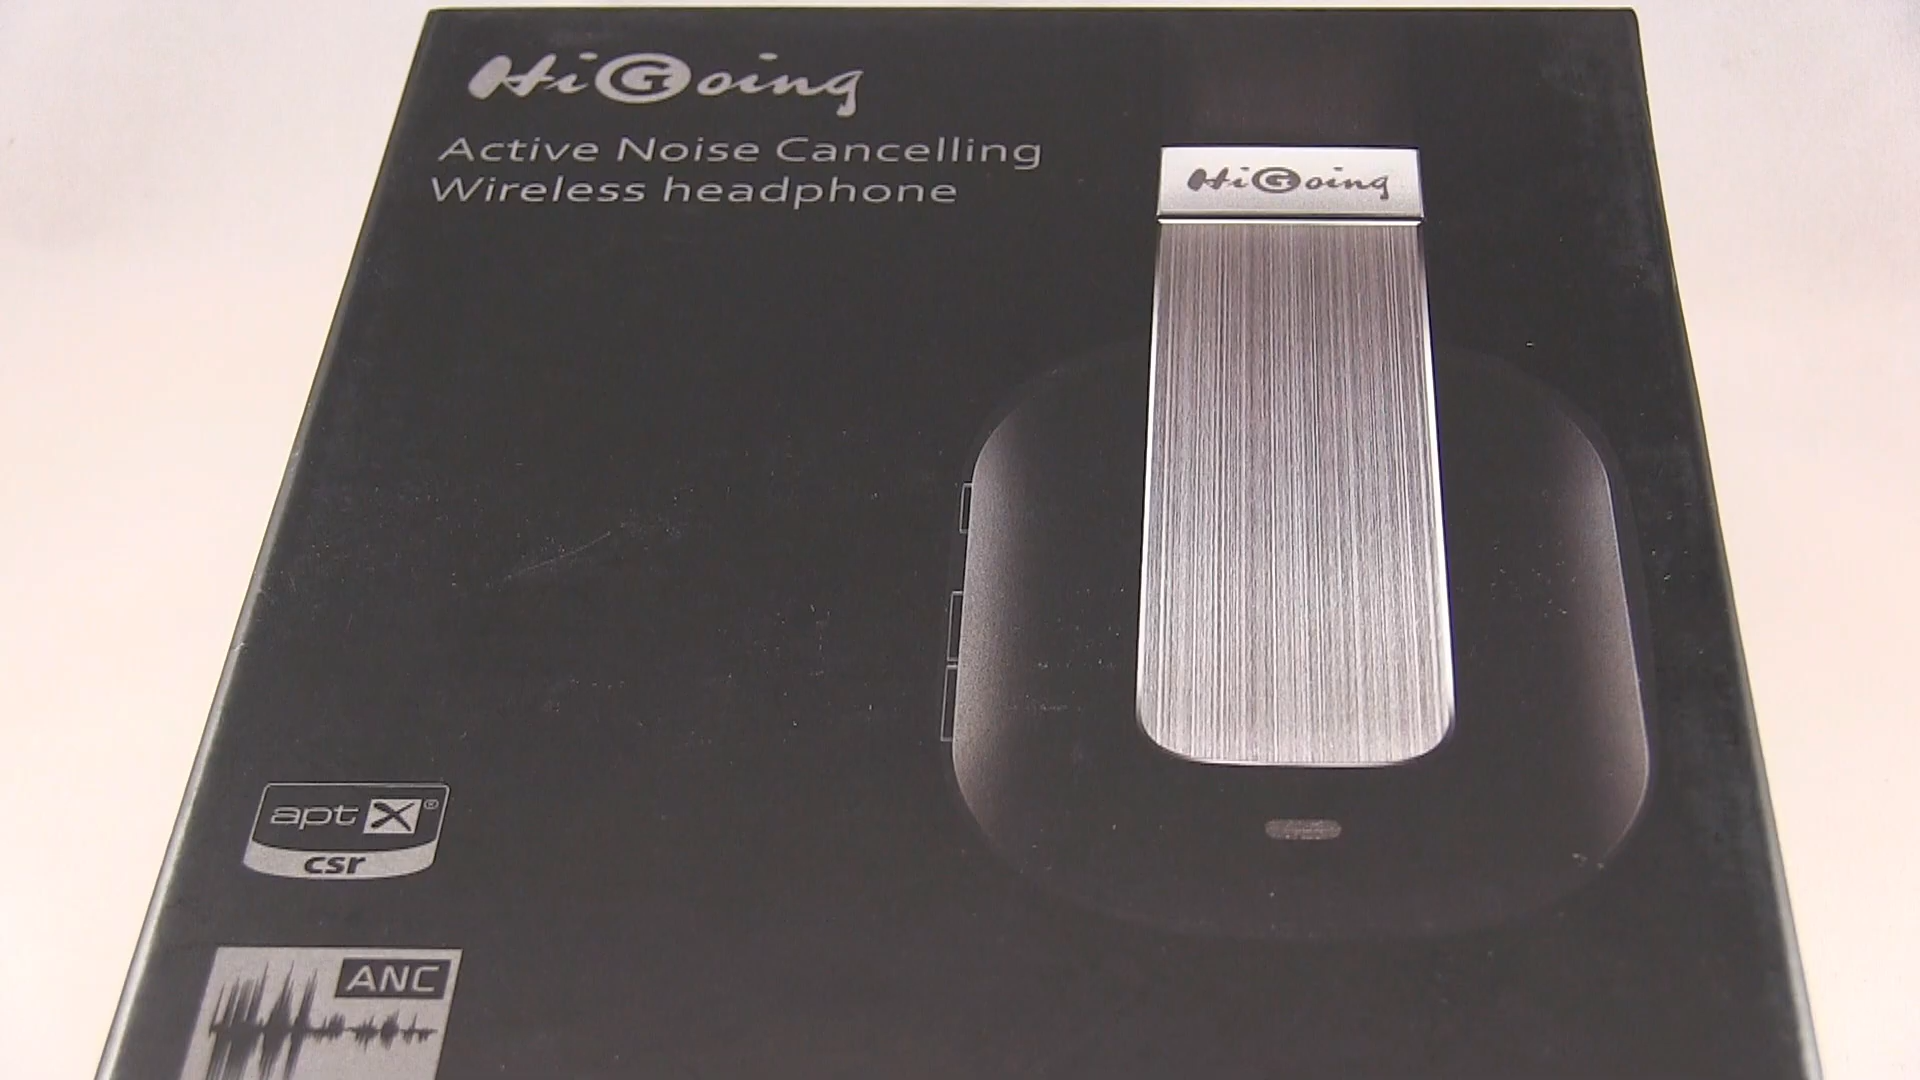 HiGoing
Active Noise Cancelling
Wireless headphone
HiGoing
aptX®
csr
ANC